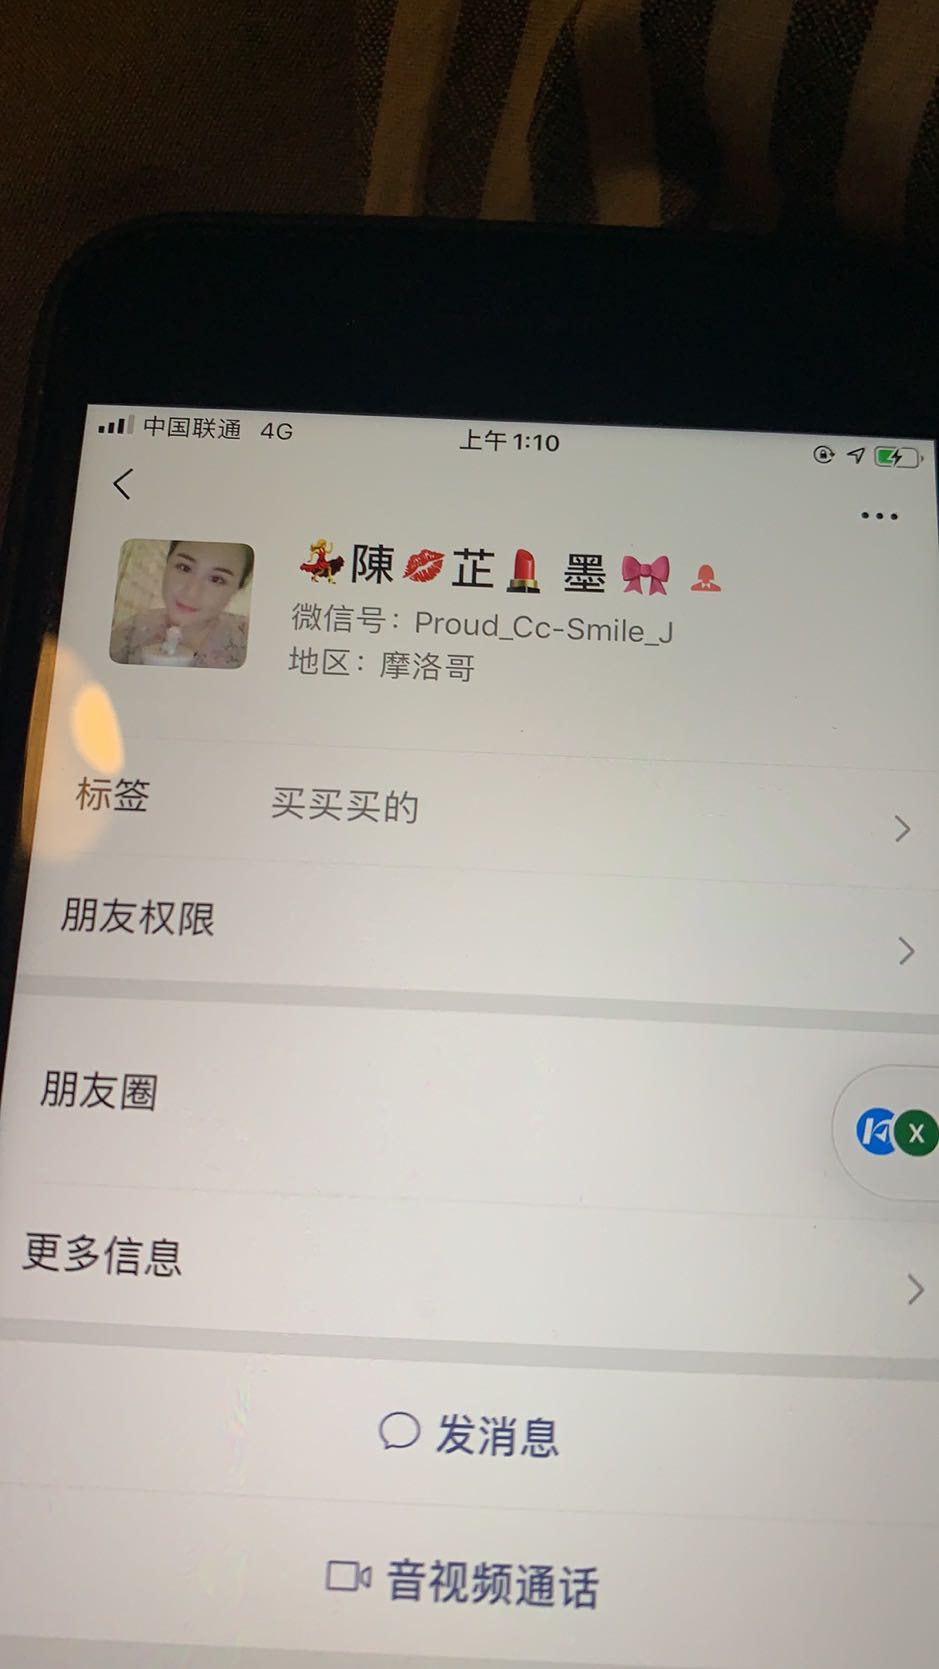 中国联通 4G 上午1:10
💃陳💋芷💄 墨🎀
微信号：Proud_Cc-Smile_J
地区：摩洛哥
标签 买买买的
朋友权限
朋友圈
X
更多信息
发消息
音视频通话